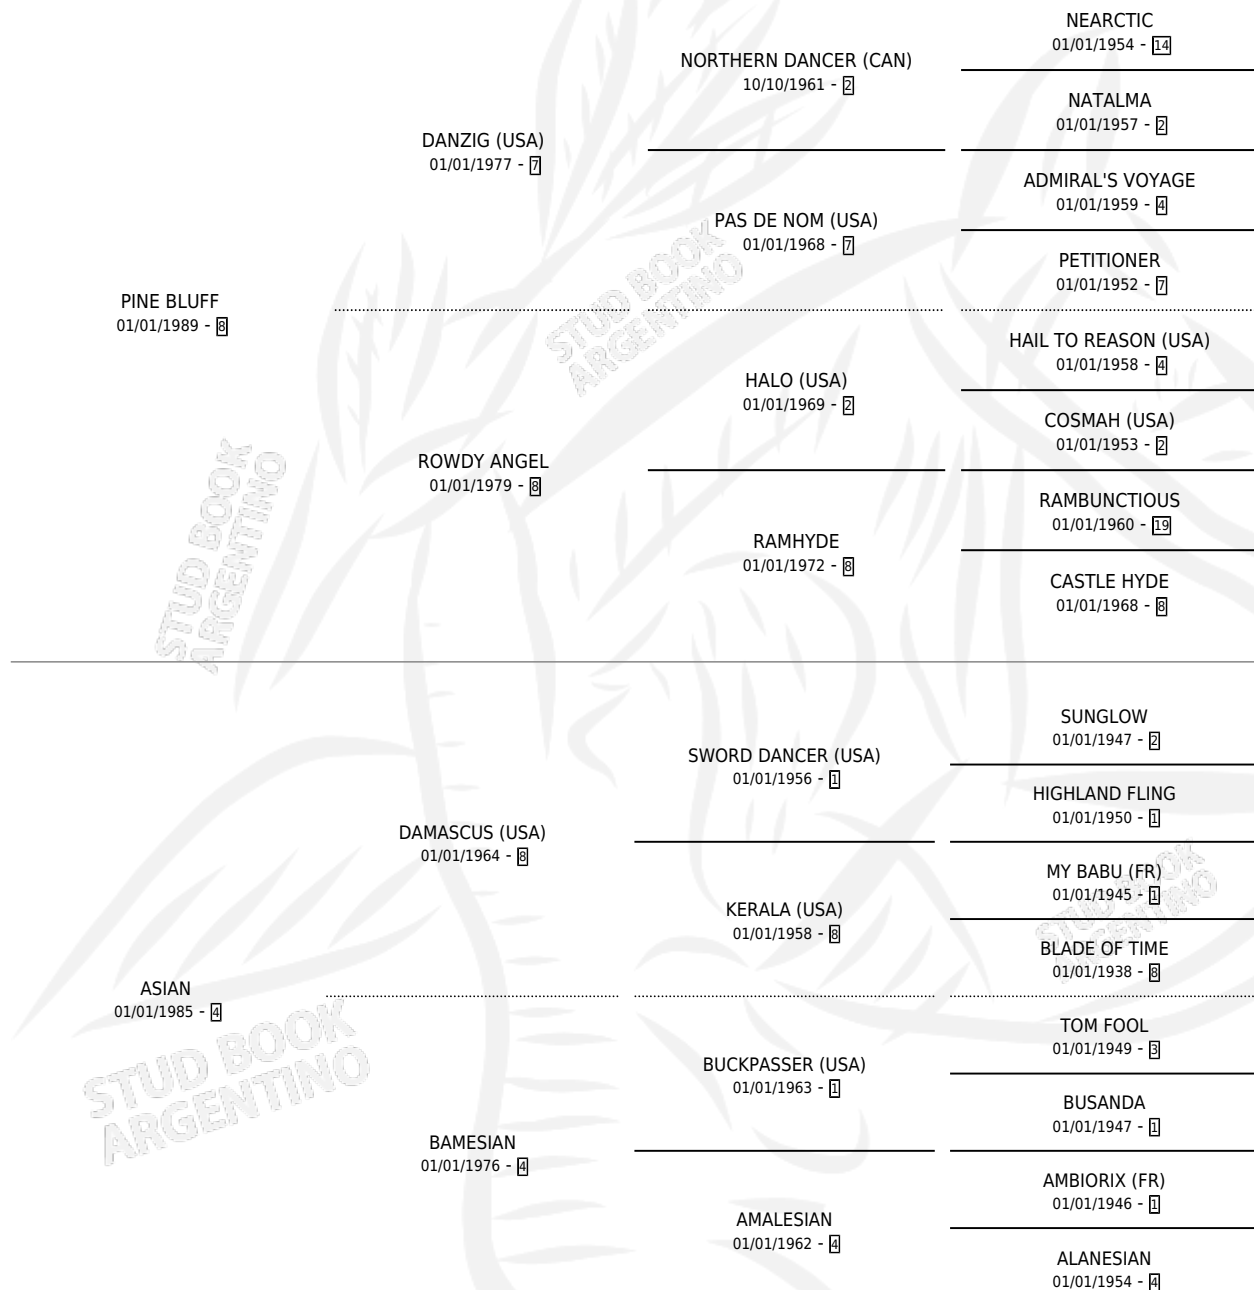 NEARCTIC
01/01/1954 - 14
NORTHERN DANCER (CAN)
10/10/1961 - 2
NATALMA
01/01/1957 - 2
DANZIG (USA)
01/01/1977 - 7
ADMIRAL'S VOYAGE
01/01/1959 - 4
PAS DE NOM (USA)
01/01/1968 - 7
PETITIONER
01/01/1952 - 7
PINE BLUFF
01/01/1989 - 8
HAIL TO REASON (USA)
01/01/1958 - 4
HALO (USA)
01/01/1969 - 2
COSMAH (USA)
01/01/1953 - 2
ROWDY ANGEL
01/01/1979 - 8
RAMBUNCTIOUS
01/01/1960 - 19
RAMHYDE
01/01/1972 - 8
CASTLE HYDE
01/01/1968 - 8
SUNGLOW
01/01/1947 - 2
SWORD DANCER (USA)
01/01/1956 - 1
HIGHLAND FLING
01/01/1950 - 1
DAMASCUS (USA)
01/01/1964 - 8
MY BABU (FR)
01/01/1945 - 1
KERALA (USA)
01/01/1958 - 8
BLADE OF TIME
01/01/1938 - 8
ASIAN
01/01/1985 - 4
TOM FOOL
01/01/1949 - 3
BUCKPASSER (USA)
01/01/1963 - 1
BUSANDA
01/01/1947 - 1
BAMESIAN
01/01/1976 - 4
AMBIORIX (FR)
01/01/1946 - 1
AMALESIAN
01/01/1962 - 4
ALANESIAN
01/01/1954 - 4
STUD BOOK
ARGENTINO
STUD BOOK
ARGENTINO
STUD BOOK
ARGENTINO
STUD BOOK
ARGENTINO